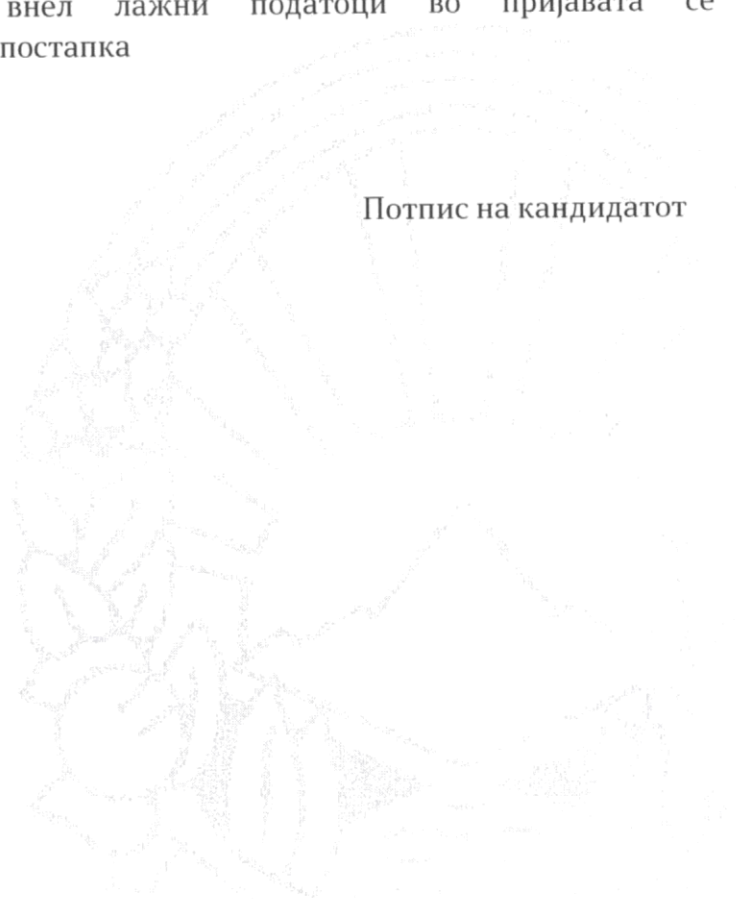 внел лажни податоци во пријавата се
постапка
Потпис на кандидатот